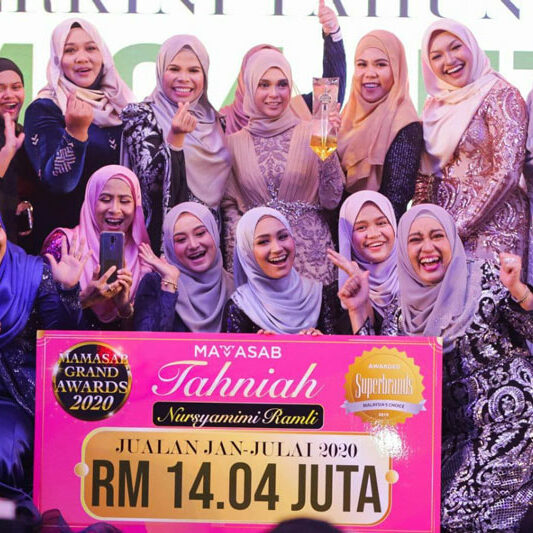 MAMASAB
GRAND
AWARDS
2020
MAMASAB
Tahniah
Nursyamimi Ramli
AWARDED
Superbrands
MALAYSIA'S CHOICE
JUALAN JAN-JULAI 2020
RM 14.04 JUTA